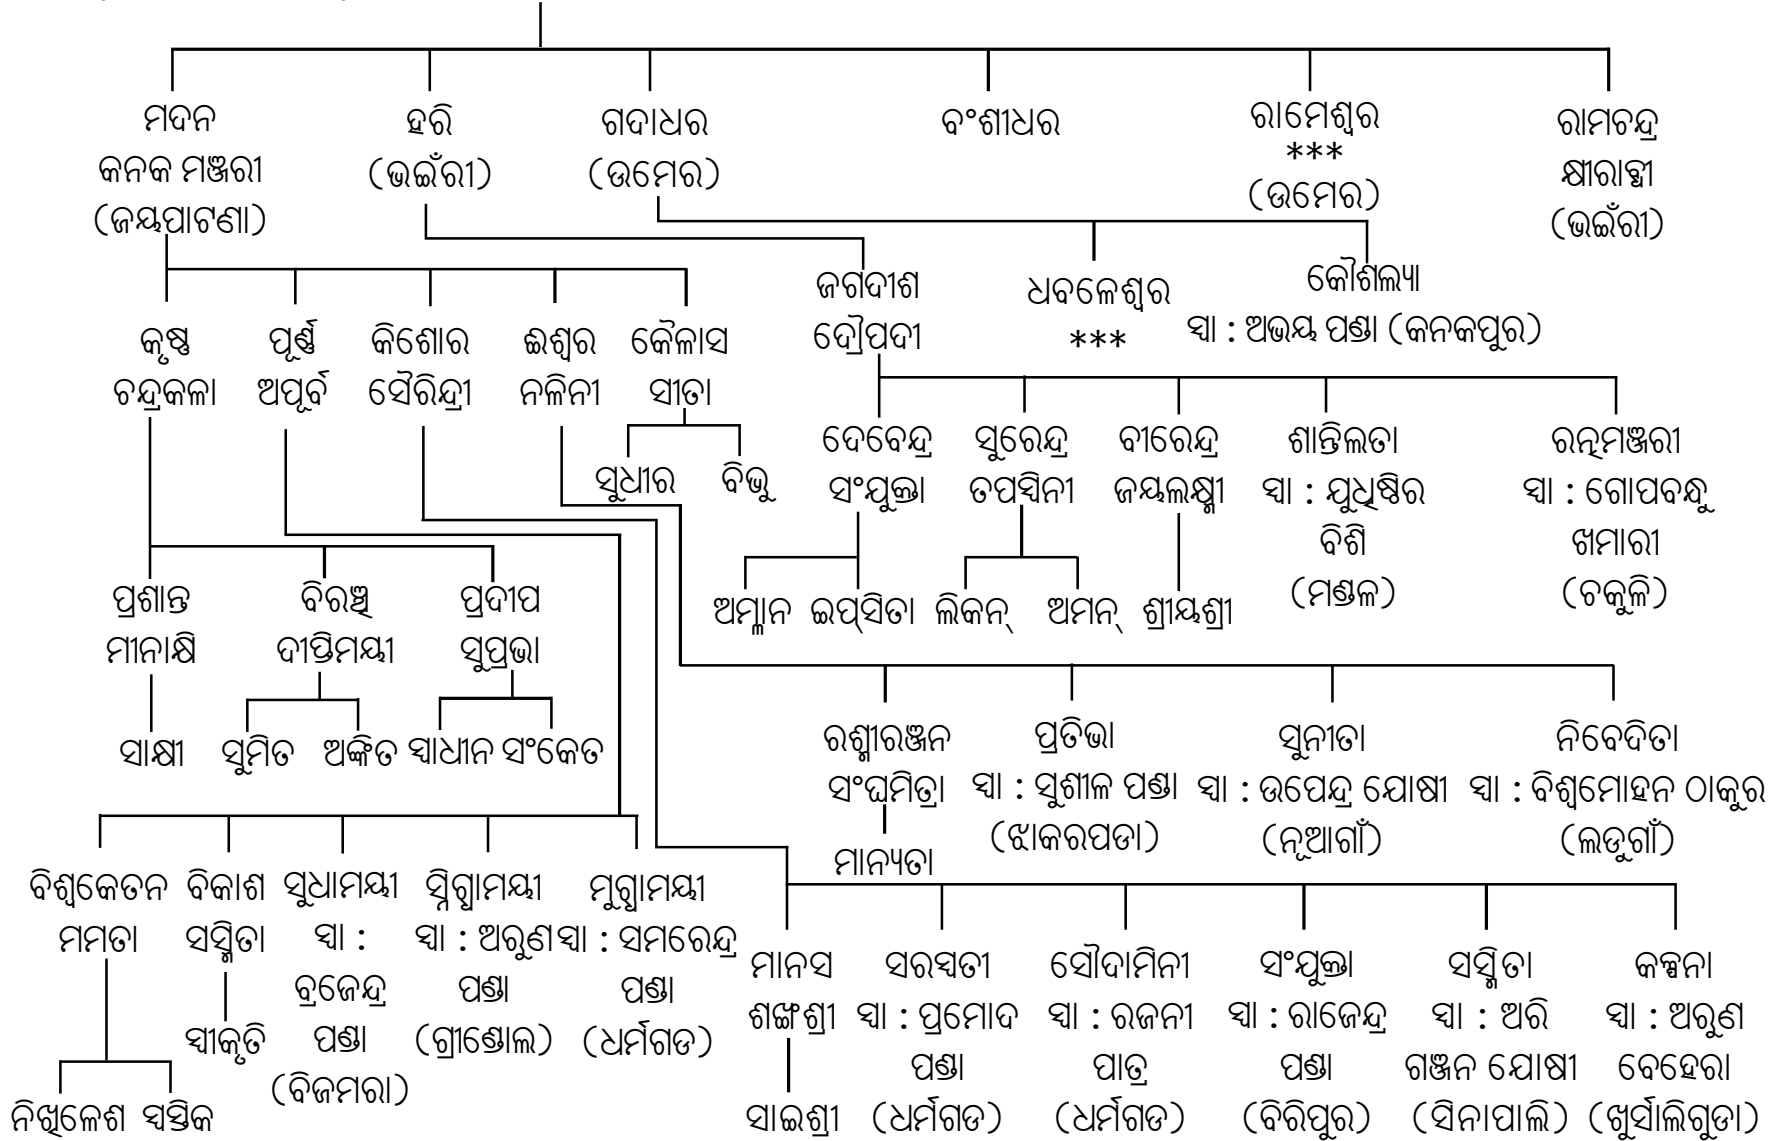 ମଦନ ହରି ଗଦାଧର ବଂଶୀଧର ରାମେଶ୍ୱର ରାମଚନ୍ଦ୍ର
କନକ ମଞ୍ଜରୀ (ଭଇଁରୀ) (ଉମେର) *** କ୍ଷୀରାବ୍ଧୀ
(ଜୟପାଟଣା) (ଉମେର) (ଭଇଁରୀ)
ଜଗଦୀଶ ଧବଳେଶ୍ୱର କୌଶଲ୍ୟା
ଦ୍ରୌପଦୀ *** ସ୍ୱା : ଅଭୟ ପଣ୍ଡା (କନକପୁର)
କୃଷ୍ଣ ପୂର୍ଣ୍ଣ କିଶୋର ଈଶ୍ୱର କୈଳାସ
ଚନ୍ଦ୍ରକଳା ଅପୂର୍ବ ସୈରିନ୍ଦ୍ରୀ ନଳିନୀ ସୀତା
ସୁଧୀର ବିଭୁ
ଦେବେନ୍ଦ୍ର ସୁରେନ୍ଦ୍ର ବୀରେନ୍ଦ୍ର ଶାନ୍ତିଲତା ରତ୍ନମଞ୍ଜରୀ
ସଂଯୁକ୍ତା ତପସ୍ୱିନୀ ଜୟଲକ୍ଷ୍ମୀ ସ୍ୱା : ଯୁଧିଷ୍ଠିର ସ୍ୱା : ଗୋପବନ୍ଧୁ
ବିଶି ଖମାରୀ
(ମଣ୍ଡଳ) (ଚକୁଳି)
ଅମ୍ଳାନ ଇପ୍‌ସିତା ଲିକନ୍ ଅମନ୍ ଶ୍ରୀୟଶ୍ରୀ
ପ୍ରଶାନ୍ତ ବିରଞ୍ଚି ପ୍ରଦୀପ
ମୀନାକ୍ଷି ଦୀପ୍ତିମୟୀ ସୁପ୍ରଭା
ସାକ୍ଷୀ ସୁମିତ ଅଙ୍କିତ ସ୍ୱାଧୀନ ସଂକେତ
ରଶ୍ମୀରଞ୍ଜନ ପ୍ରତିଭା ସୁନୀତା ନିବେଦିତା
ସଂଘମିତ୍ରା ସ୍ୱା : ସୁଶୀଳ ପଣ୍ଡା ସ୍ୱା : ଉପେନ୍ଦ୍ର ଯୋଷୀ ସ୍ୱା : ବିଶ୍ୱମୋହନ ଠାକୁର
(ଝାକରପଡା) (ନୂଆଗାଁ) (ଲଡୁଗାଁ)
ମାନ୍ୟତା
ବିଶ୍ୱକେତନ ବିକାଶ ସୁଧାମୟୀ ସ୍ନିଗ୍ଧାମୟୀ ମୁଗ୍ଧାମୟୀ
ମମତା ସସ୍ମିତା ସ୍ୱା : ସ୍ୱା : ଅରୁଣ ସ୍ୱା : ସମରେନ୍ଦ୍ର
ବ୍ରଜେନ୍ଦ୍ର ପଣ୍ଡା ପଣ୍ଡା
ସ୍ୱୀକୃତି ପଣ୍ଡା (ଗ୍ରୀଣ୍ଡୋଲ) (ଧର୍ମଗଡ)
(ବିଜମରା)
ନିଖିଳେଶ ସ୍ୱସ୍ତିକ
ମାନସ ସରସ୍ୱତୀ ସୌଦାମିନୀ ସଂଯୁକ୍ତା ସସ୍ମିତା କଳ୍ପନା
ଶଙ୍ଖଶ୍ରୀ ସ୍ୱା : ପ୍ରମୋଦ ସ୍ୱା : ରଜନୀ ସ୍ୱା : ରାଜେନ୍ଦ୍ର ସ୍ୱା : ଅରି ସ୍ୱା : ଅରୁଣ
ପଣ୍ଡା ପାତ୍ର ପଣ୍ଡା ଗଞ୍ଜନ ଯୋଷୀ ବେହେରା
ସାଇଶ୍ରୀ (ଧର୍ମଗଡ) (ଧର୍ମଗଡ) (ବିରିପୁର) (ସିନାପାଲି) (ଖୁର୍ସାଲିଗୁଡା)